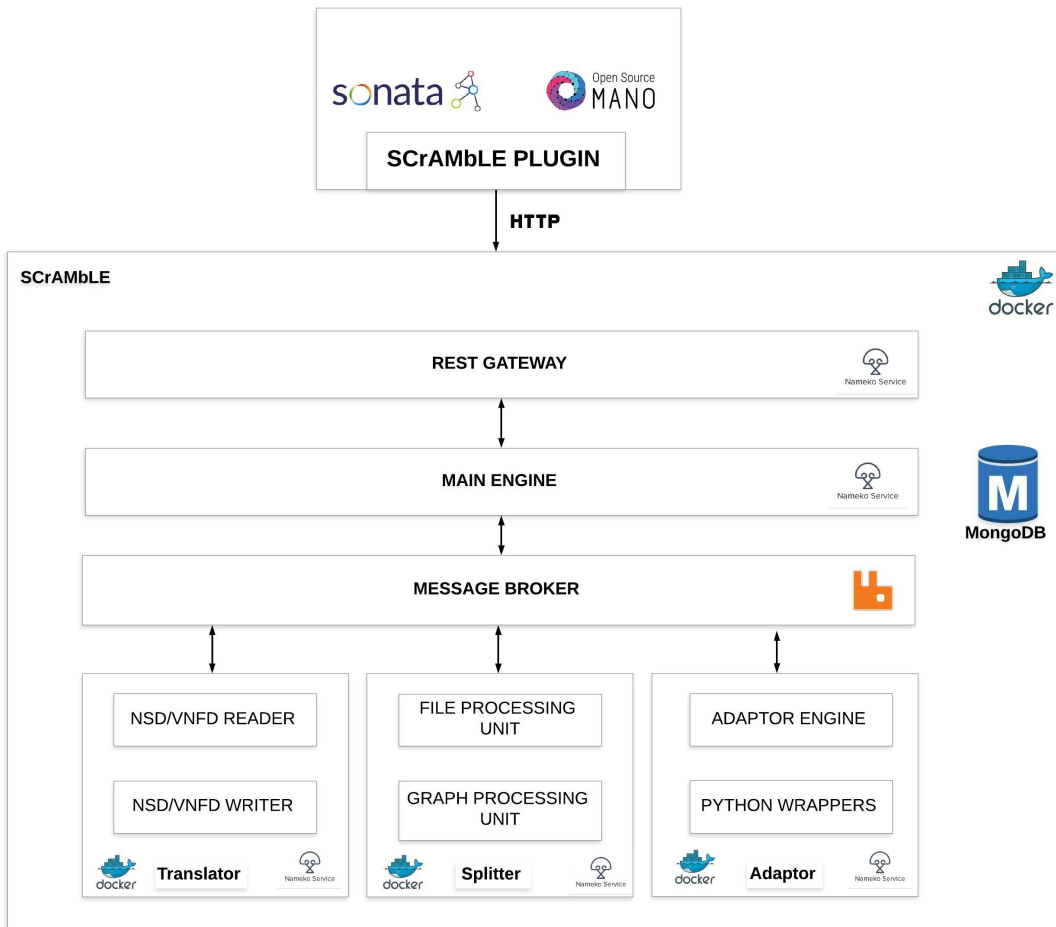 sonata
Open Source
MANO
SCrAMbLE PLUGIN
HTTP
SCrAMbLE
docker
REST GATEWAY
Nameko Service
MAIN ENGINE
Nameko Service
M
MongoDB
MESSAGE BROKER
NSD/VNFD READER
NSD/VNFD WRITER
docker
Translator
Nameko Service
FILE PROCESSING
UNIT
GRAPH PROCESSING
UNIT
docker
Splitter
Nameko Service
ADAPTOR ENGINE
PYTHON WRAPPERS
docker
Adaptor
Nameko Service